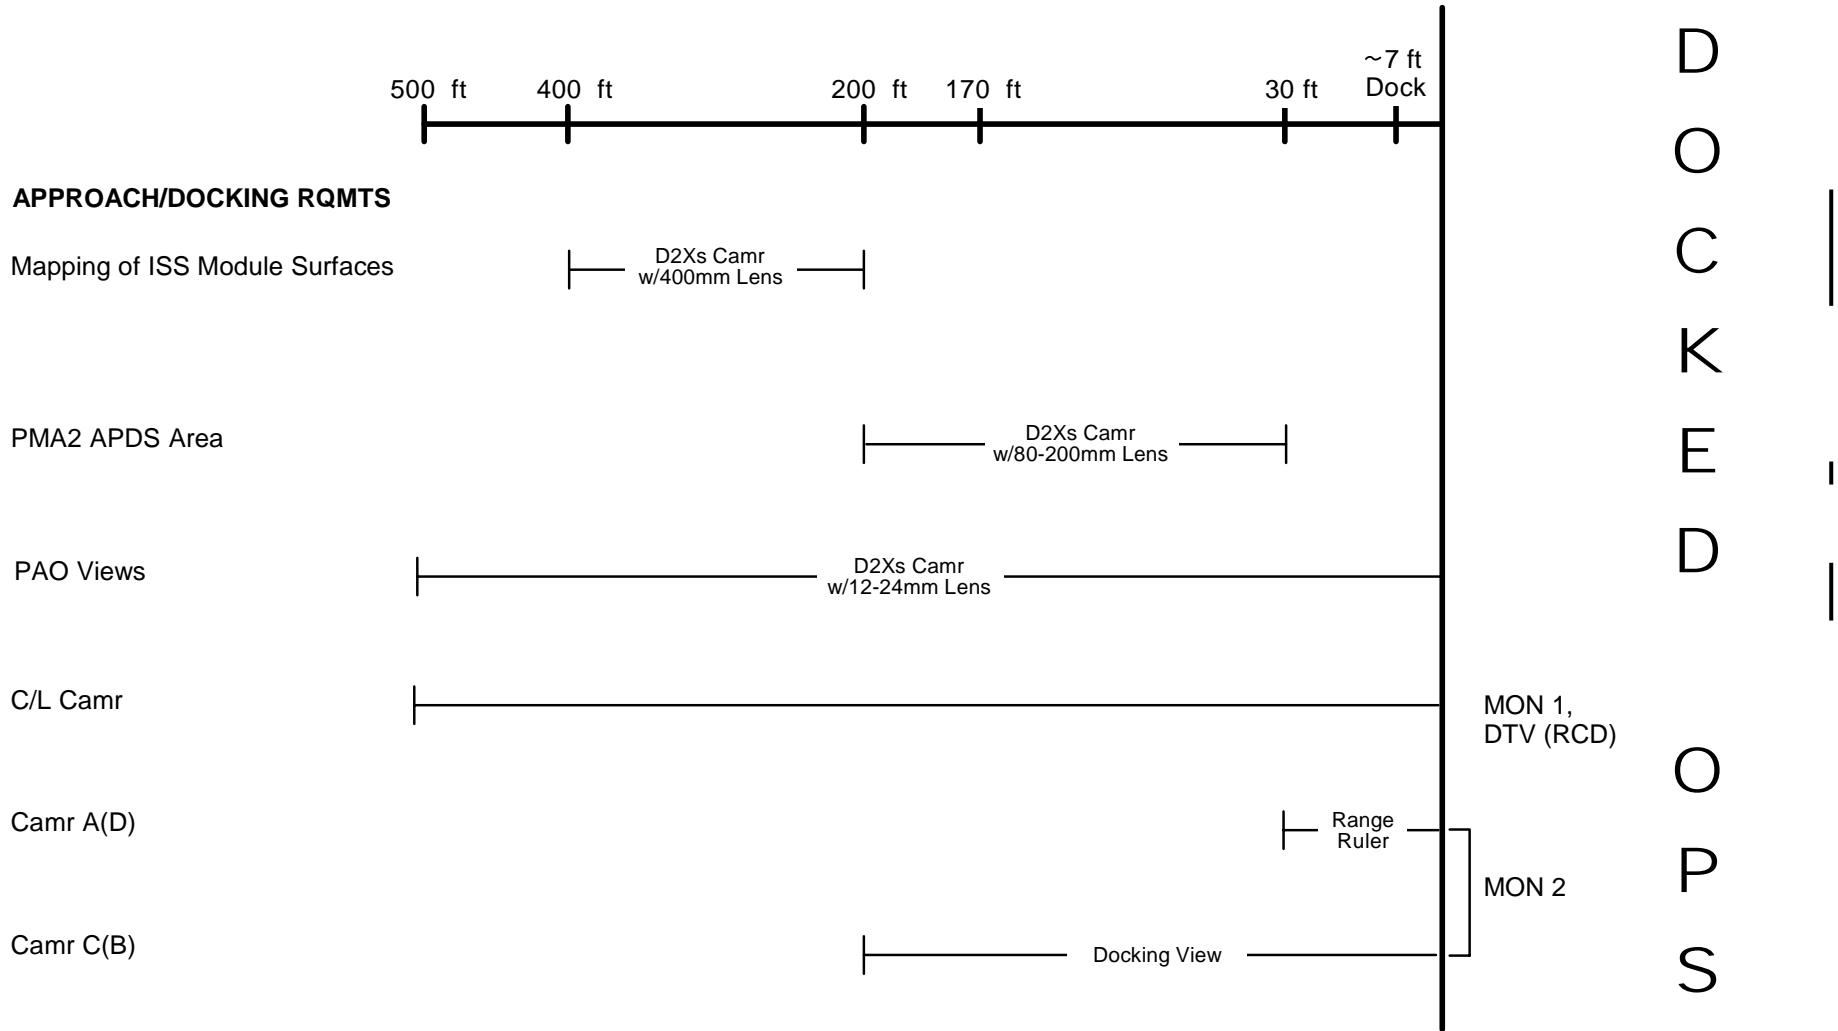 ~7 ft
500 ft 400 ft 200 ft 170 ft 30 ft Dock
APPROACH/DOCKING RQMTS
Mapping of ISS Module Surfaces
D2Xs Camr
w/400mm Lens
PMA2 APDS Area
D2Xs Camr
w/80-200mm Lens
PAO Views
D2Xs Camr
w/12-24mm Lens
C/L Camr
MON 1,
DTV (RCD)
Camr A(D)
Range
Ruler
MON 2
Camr C(B)
Docking View
D
O
C
K
E
D
O
P
S